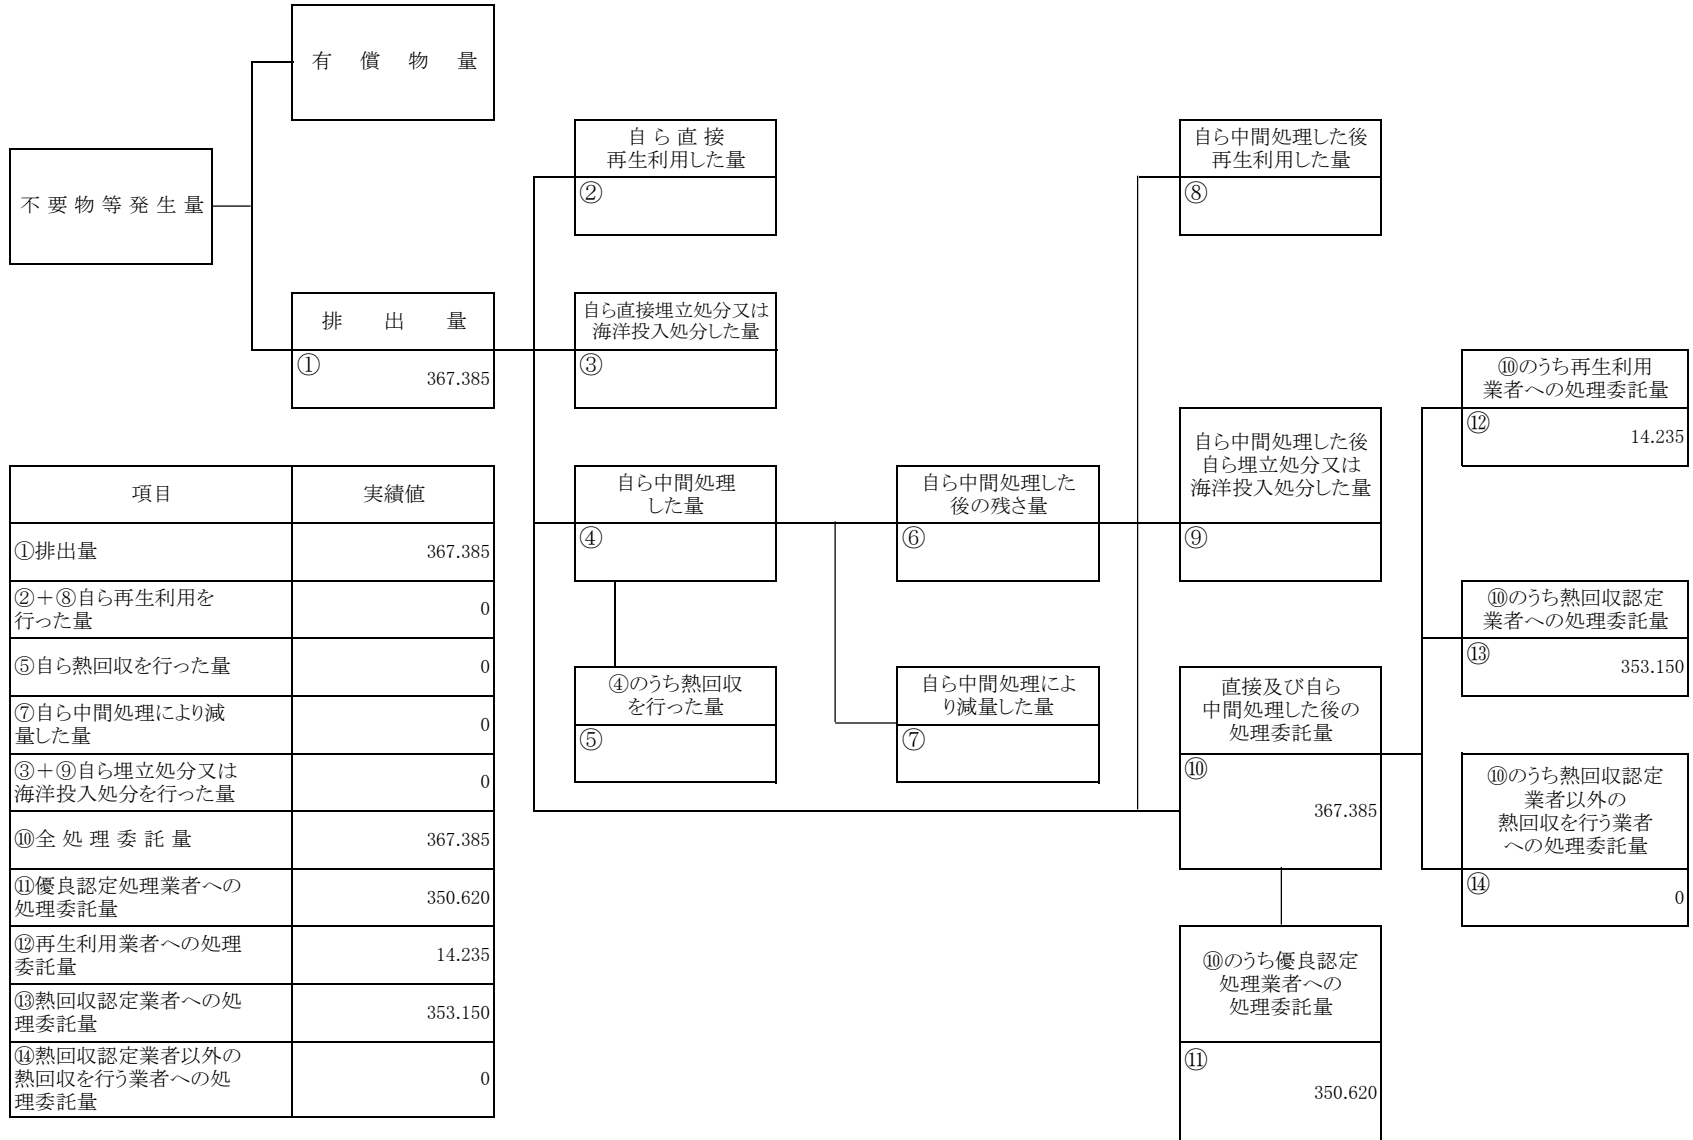 有償物量
不要物等発生量
排出量
①
367.385
自ら直接
再生利用した量
②
自ら直接埋立処分又は
海洋投入処分した量
③
自ら中間処理
した量
④
④のうち熱回収
を行った量
⑤
自ら中間処理した
後の残さ量
⑥
自ら中間処理によ
り減量した量
⑦
自ら中間処理した後
再生利用した量
⑧
自ら中間処理した後
自ら埋立処分又は
海洋投入処分した量
⑨
直接及び自ら
中間処理した後の
処理委託量
⑩
367.385
⑩のうち優良認定
処理業者への
処理委託量
⑪
350.620
⑩のうち再生利用
業者への処理委託量
⑫
14.235
⑩のうち熱回収認定
業者への処理委託量
⑬
353.150
⑩のうち熱回収認定
業者以外の
熱回収を行う業者
への処理委託量
⑭
0
項目 実績値
①排出量 367.385
②＋⑧自ら再生利用を
行った量 0
⑤自ら熱回収を行った量 0
⑦自ら中間処理により減
量した量 0
③＋⑨自ら埋立処分又は
海洋投入処分を行った量 0
⑩全処理委託量 367.385
⑪優良認定処理業者への
処理委託量 350.620
⑫再生利用業者への処理
委託量 14.235
⑬熱回収認定業者への処
理委託量 353.150
⑭熱回収認定業者以外の
熱回収を行う業者への処
理委託量 0